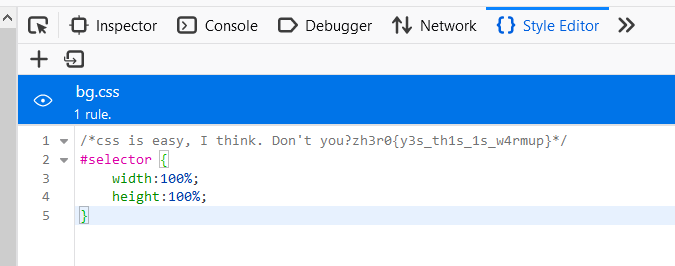 Inspector Console Debugger Network {} Style Editor
bg.css
1 rule.
1 /*css is easy, I think. Don't you?zh3r0{y3s_th1s_1s_w4rmup}*/
2 #selector {
3 width:100%;
4 height:100%;
5 }